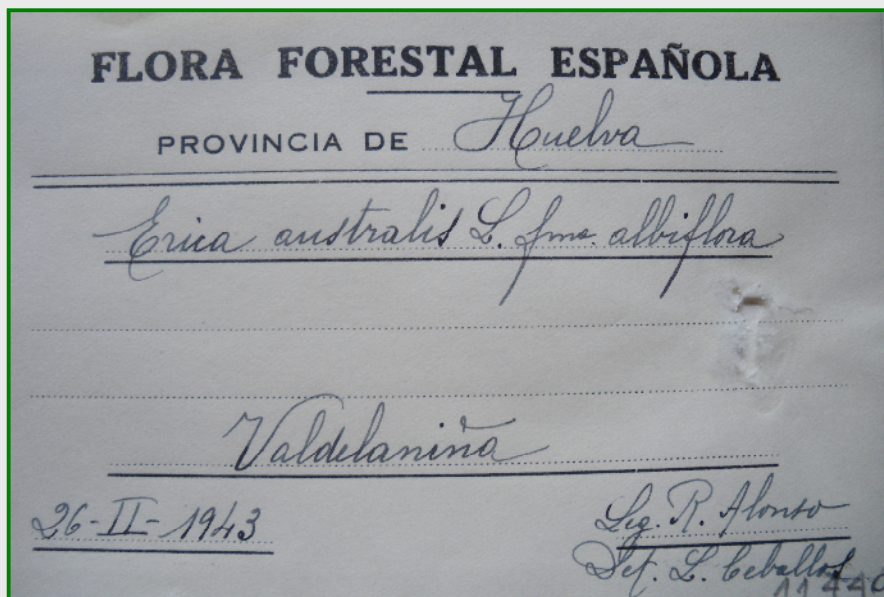 FLORA FORESTAL ESPAÑOLA
PROVINCIA DE Huelva
Erica australis L. fma. albiflora
Valdelaniña
26-II-1943
Leg. R. Alonso
Det. L. Ceballos